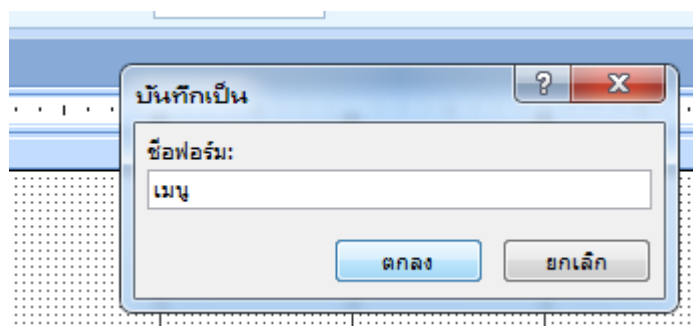 บันทึกเป็น
ชื่อฟอร์ม:
เมนู
ตกลง
ยกเลิก